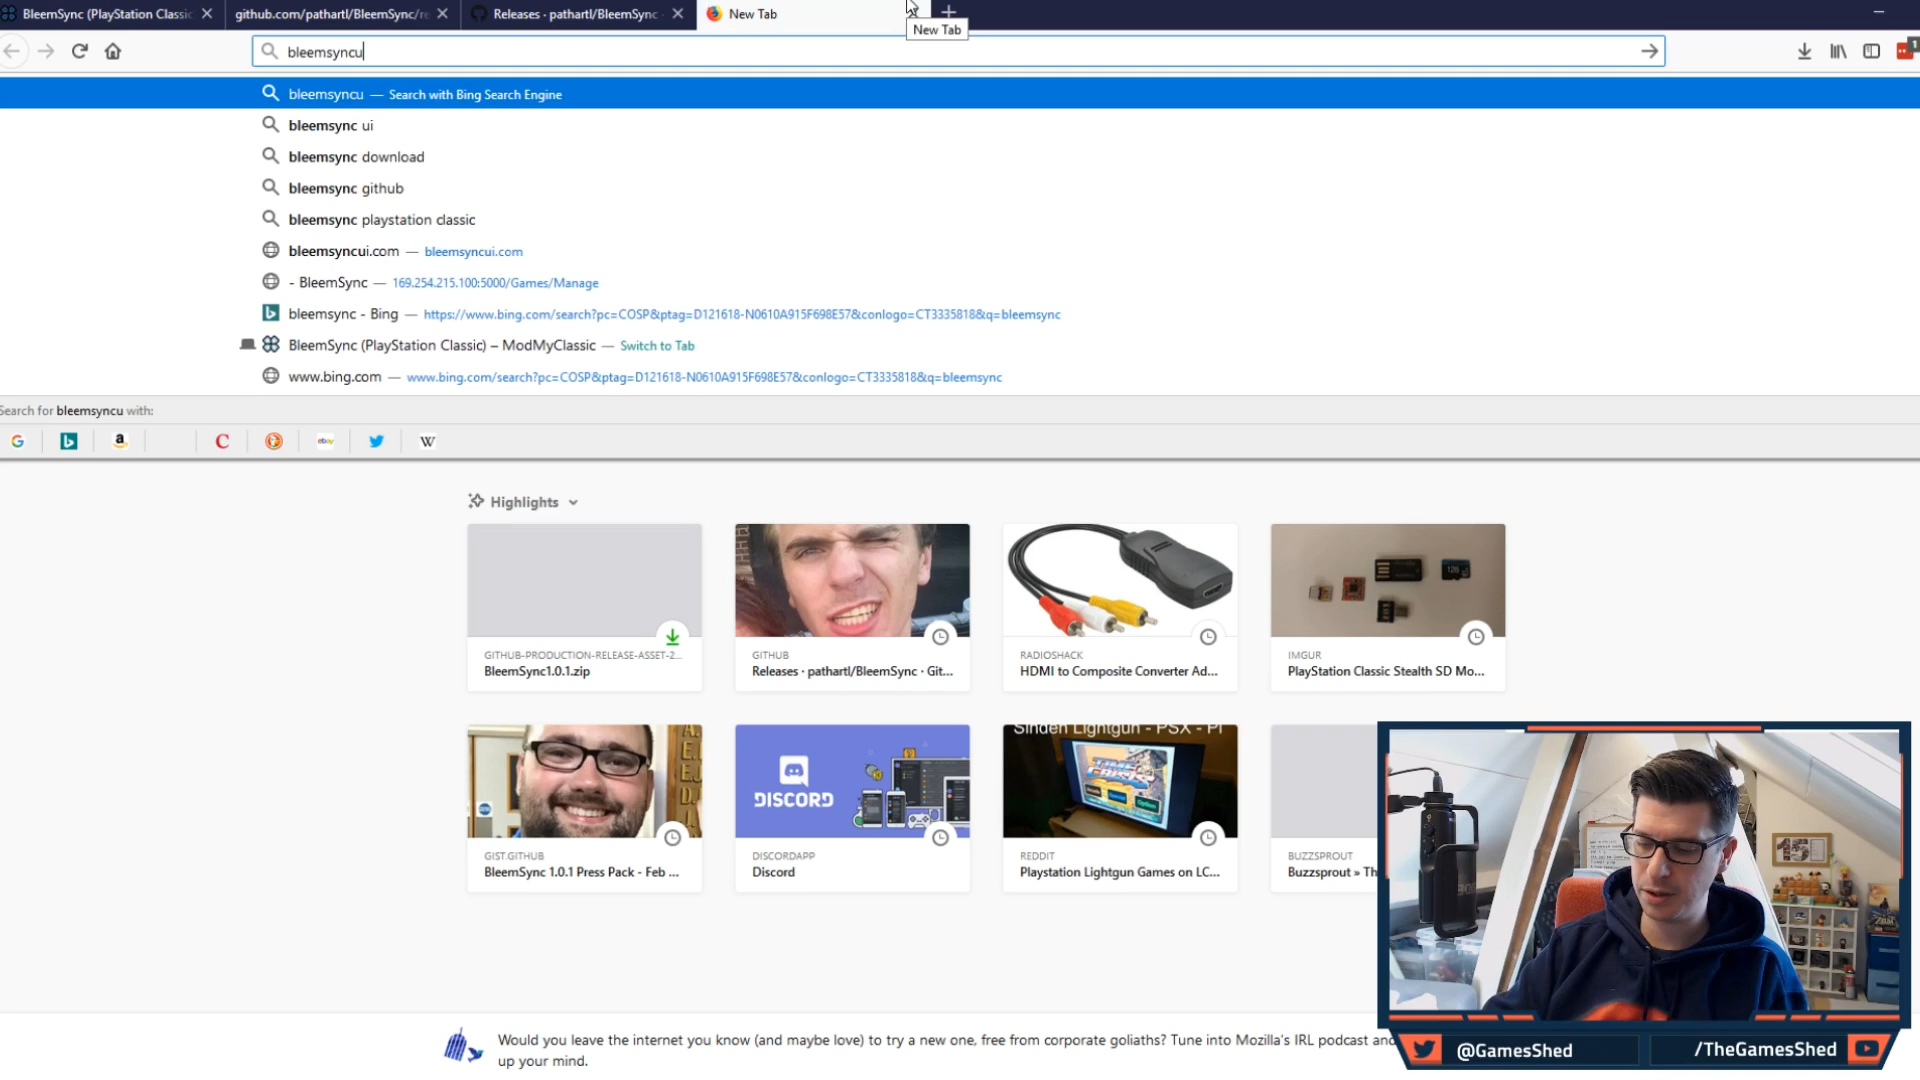 BleemSync (PlayStation Classic
github.com/pathartl/BleemSync/re
Releases · pathartl/BleemSync
New Tab
New Tab
bleemsyncu
bleemsyncu — Search with Bing Search Engine
bleemsync ui
bleemsync download
bleemsync github
bleemsync playstation classic
bleemsyncui.com — bleemsyncui.com
- BleemSync — 169.254.215.100:5000/Games/Manage
bleemsync - Bing — https://www.bing.com/search?pc=COSP&ptag=D121618-N0610A915F698E57&conlogo=CT3335818&q=bleemsync
BleemSync (PlayStation Classic) – ModMyClassic — Switch to Tab
www.bing.com — www.bing.com/search?pc=COSP&ptag=D121618-N0610A915F698E57&conlogo=CT3335818&q=bleemsync
Search for bleemsyncu with:
Highlights
GITHUB-PRODUCTION-RELEASE-ASSET-2...
BleemSync1.0.1.zip
GITHUB
Releases · pathartl/BleemSync · Git...
RADIOSHACK
HDMI to Composite Converter Ad...
IMGUR
PlayStation Classic Stealth SD Mo...
GIST.GITHUB
BleemSync 1.0.1 Press Pack - Feb ...
DISCORD
DISCORDAPP
Discord
Sinden Lightgun - PSX - PI
TIME CRISIS
REDDIT
Playstation Lightgun Games on LC...
BUZZSPROUT
Buzzsprout » Th
Would you leave the internet you know (and maybe love) to try a new one, free from corporate goliaths? Tune into Mozilla's IRL podcast and
up your mind.
@GamesShed
/TheGamesShed